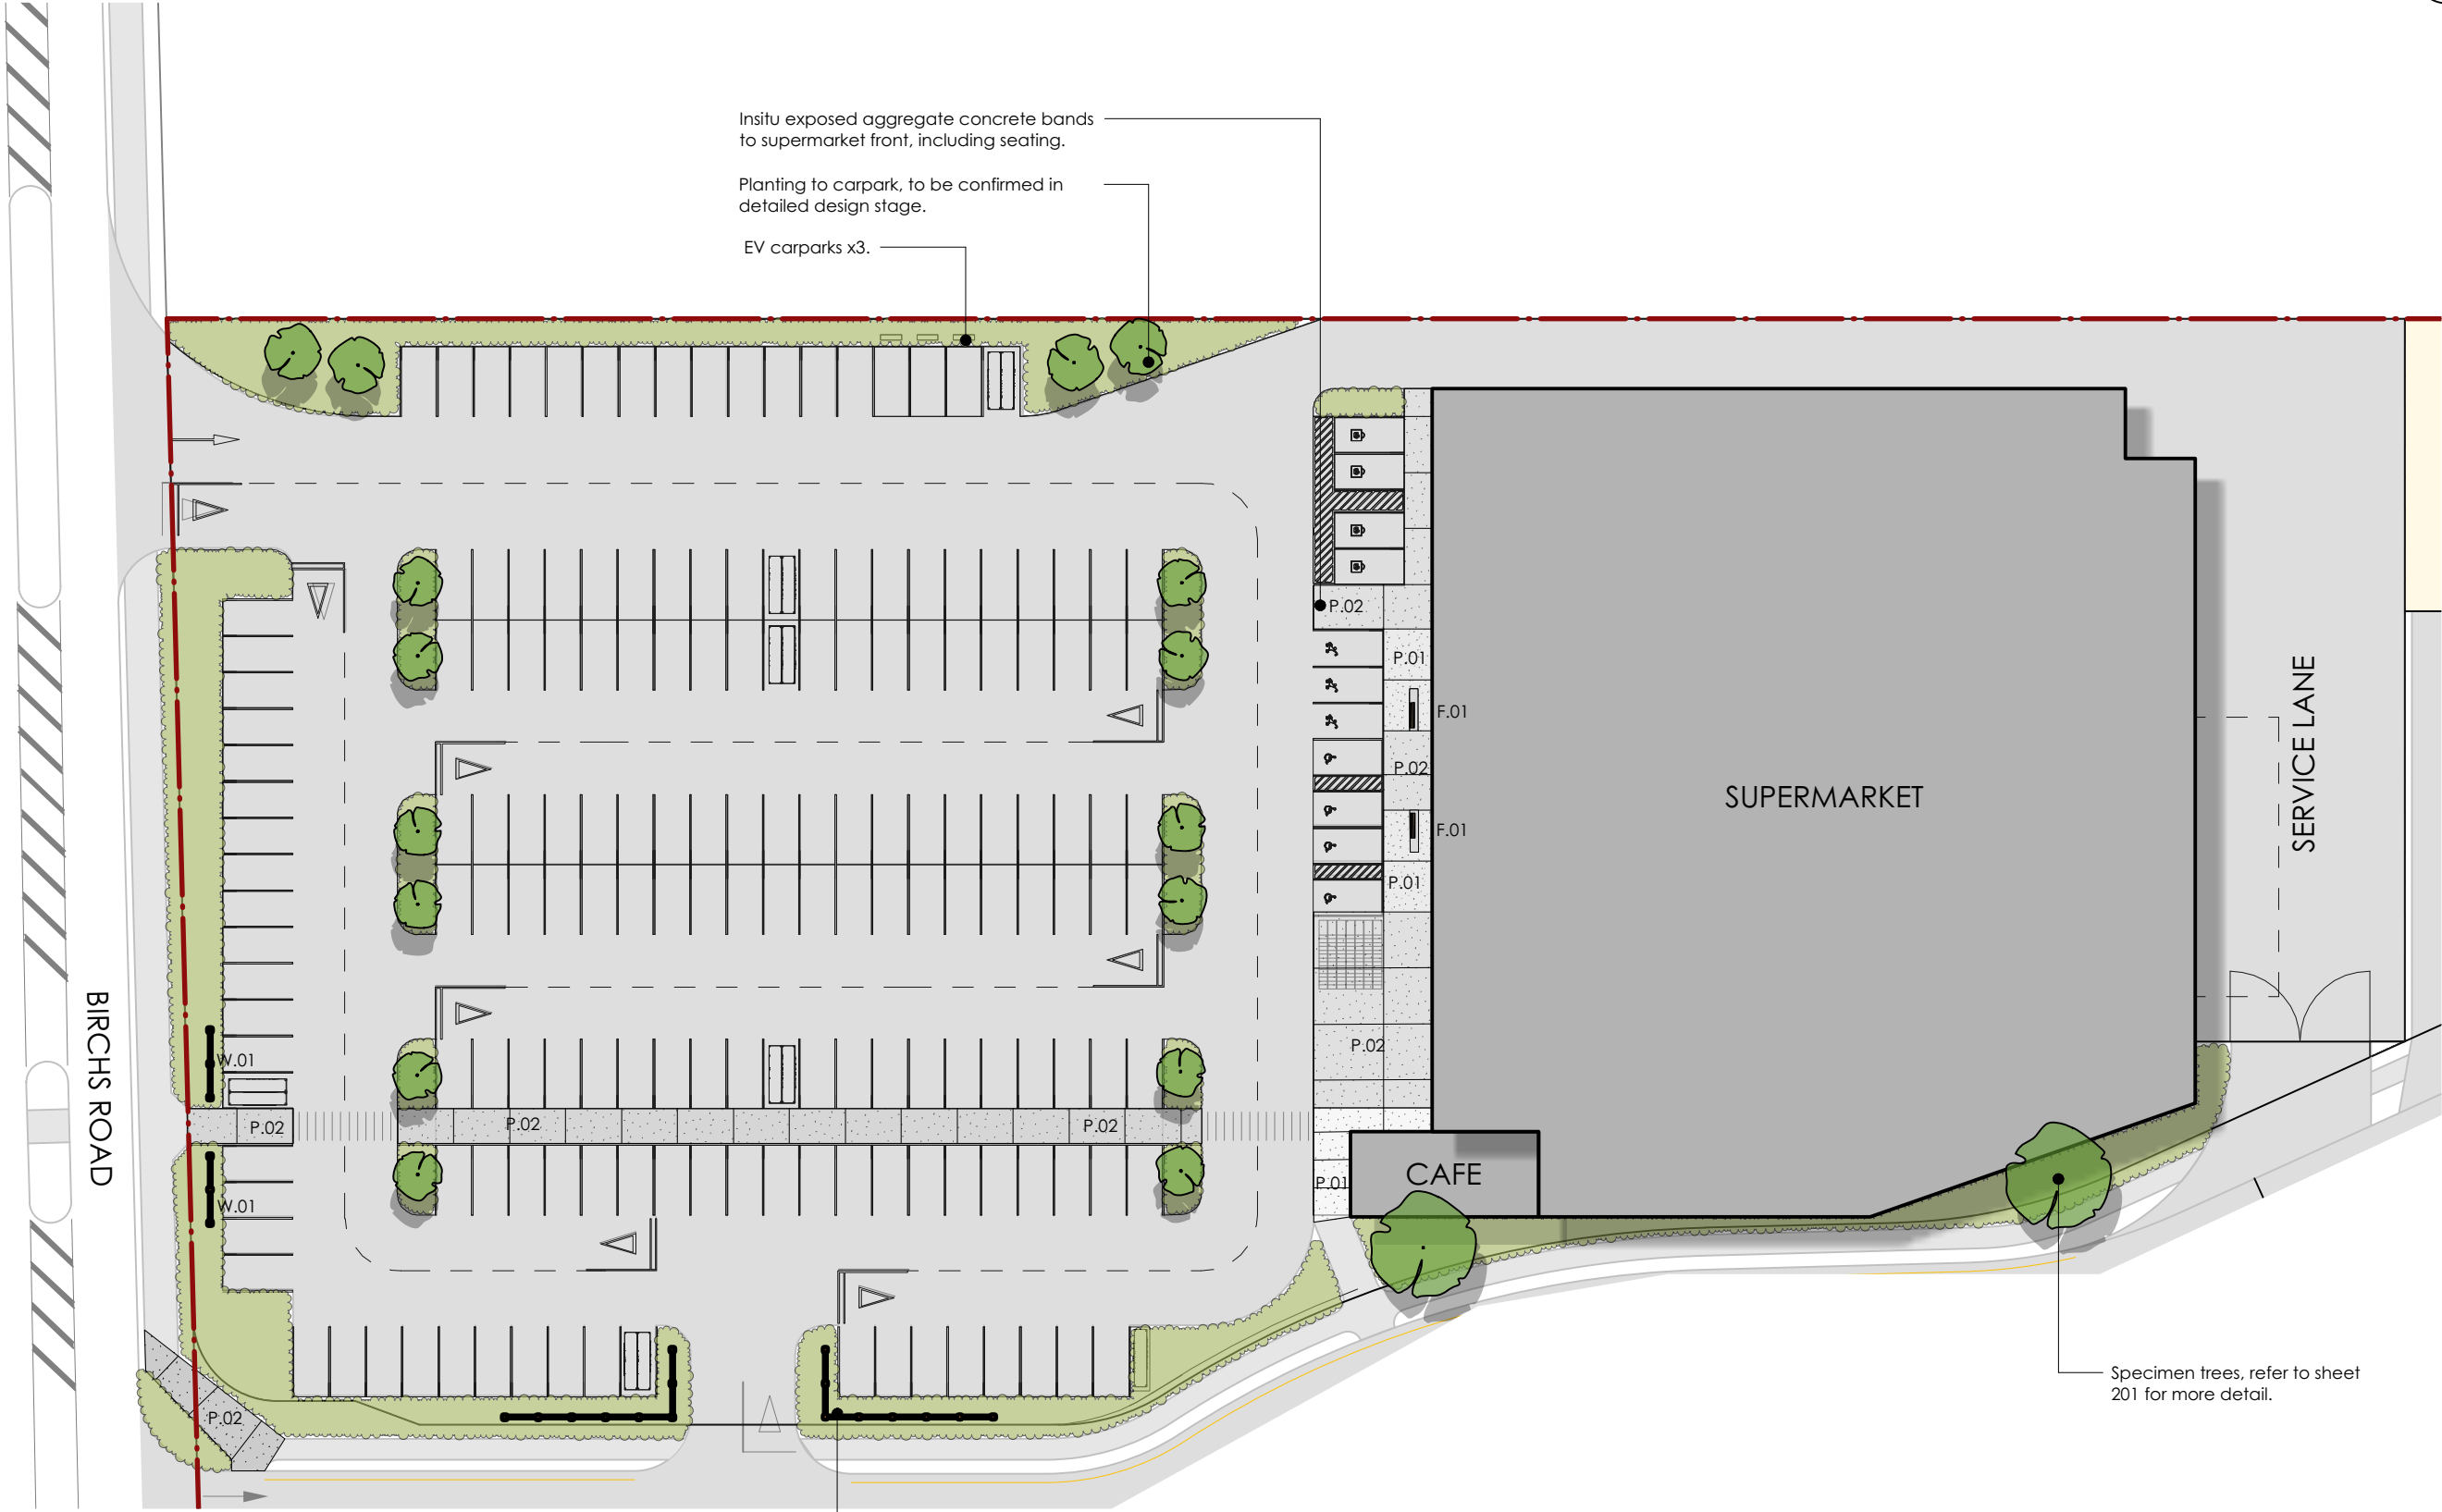 Insitu exposed aggregate concrete bands
to supermarket front, including seating.
Planting to carpark, to be confirmed in
detailed design stage.
EV carparks x3.
P.02
P.01
F.01
P.02
SUPERMARKET
SERVICE LANE
F.01
P.01
BIRCHS ROAD
P.02
W.01
P.02
P.02
P.02
CAFE
P.01
W.01
Specimen trees, refer to sheet
201 for more detail.
P.02